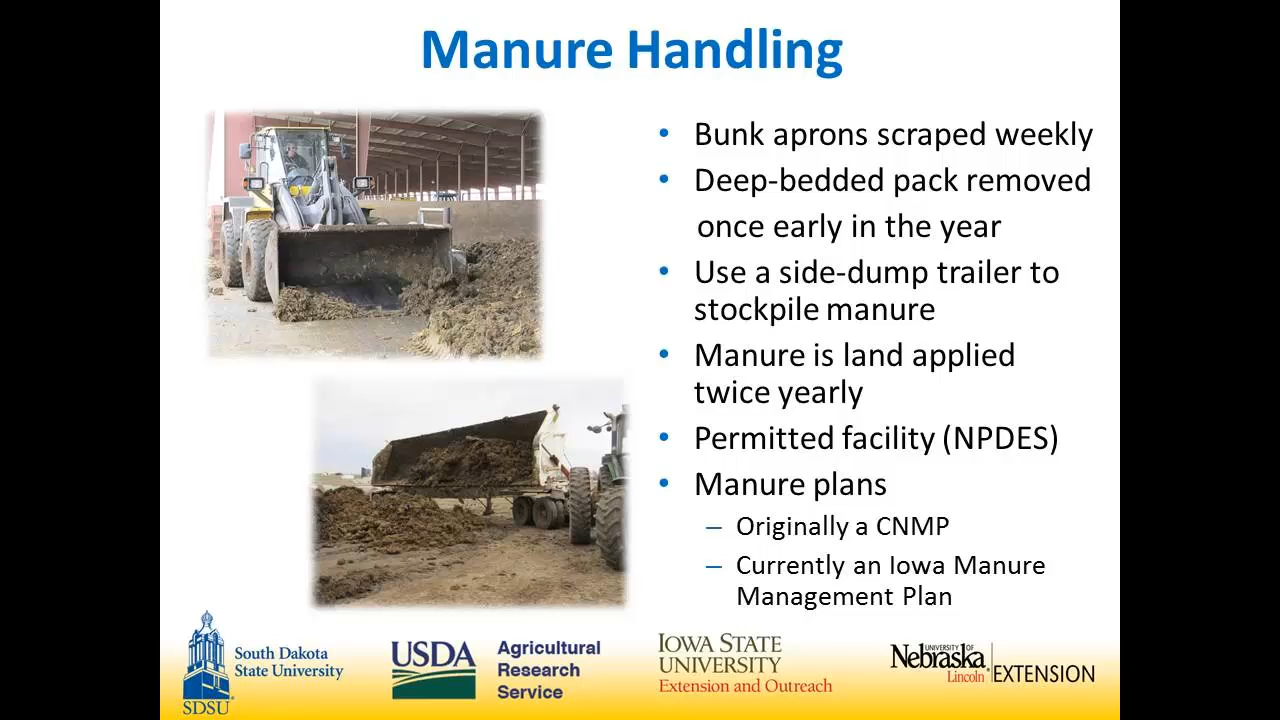 Manure Handling
• Bunk aprons scraped weekly
• Deep-bedded pack removed
once early in the year
• Use a side-dump trailer to
stockpile manure
• Manure is land applied
twice yearly
• Permitted facility (NPDES)
• Manure plans
– Originally a CNMP
– Currently an Iowa Manure
Management Plan
SDSU
South Dakota
State University
USDA
Agricultural
Research
Service
IOWA STATE
UNIVERSITY
Extension and Outreach
UNIVERSITY OF
Nebraska
Lincoln
EXTENSION